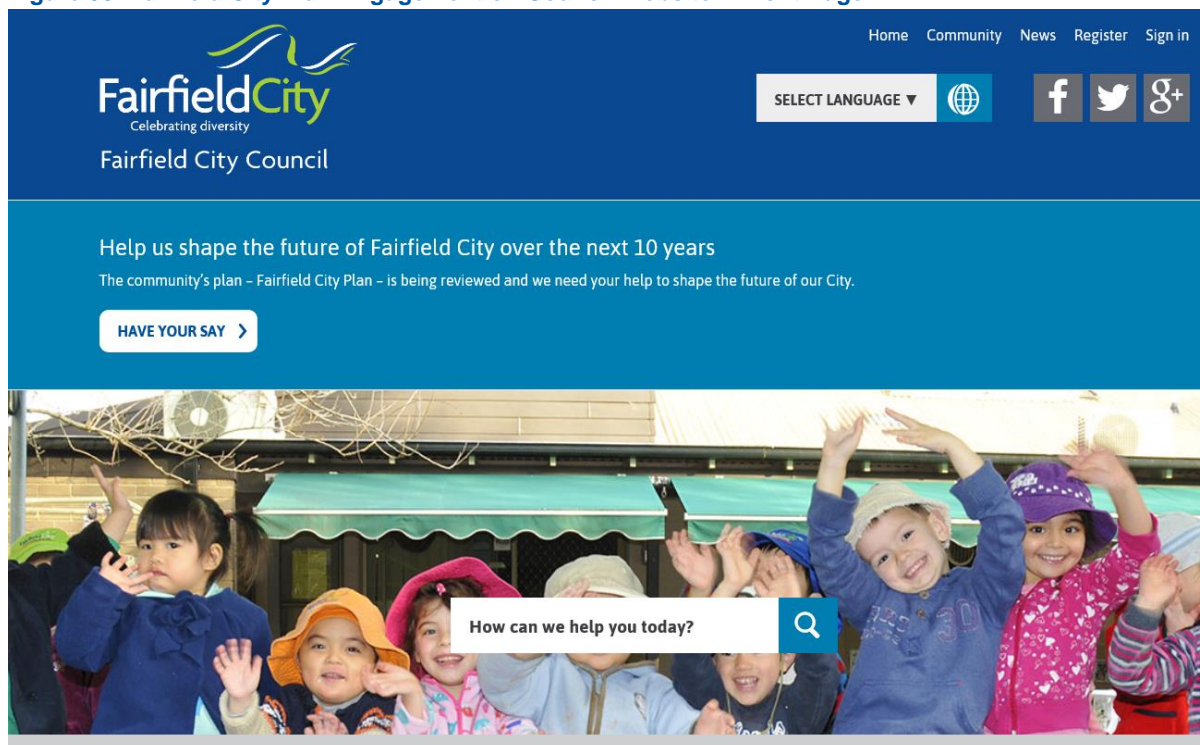 Home Community News Register Sign in
FairfieldCity
Celebrating diversity
Fairfield City Council
SELECT LANGUAGE ▼
f
g+
Help us shape the future of Fairfield City over the next 10 years
The community's plan – Fairfield City Plan – is being reviewed and we need your help to shape the future of our City.
HAVE YOUR SAY >
How can we help you today?